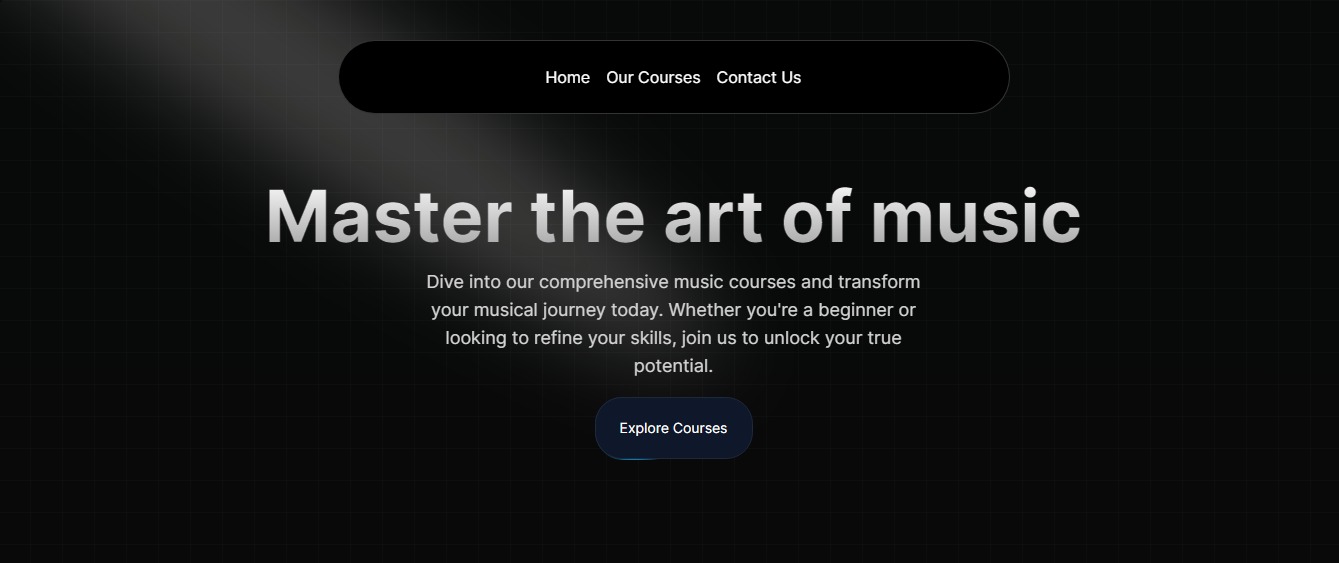 Home Our Courses Contact Us
Master the art of music
Dive into our comprehensive music courses and transform
your musical journey today. Whether you're a beginner or
looking to refine your skills, join us to unlock your true
potential.
Explore Courses